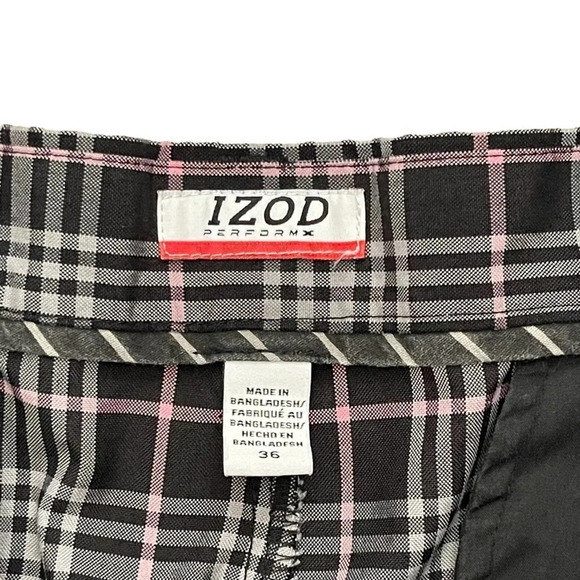 IZOD
PERFORMX
MADE IN
BANGLADESH/
FABRIQUÉ AU
BANGLADESH/
HECHO EN
BANGLADESH
36